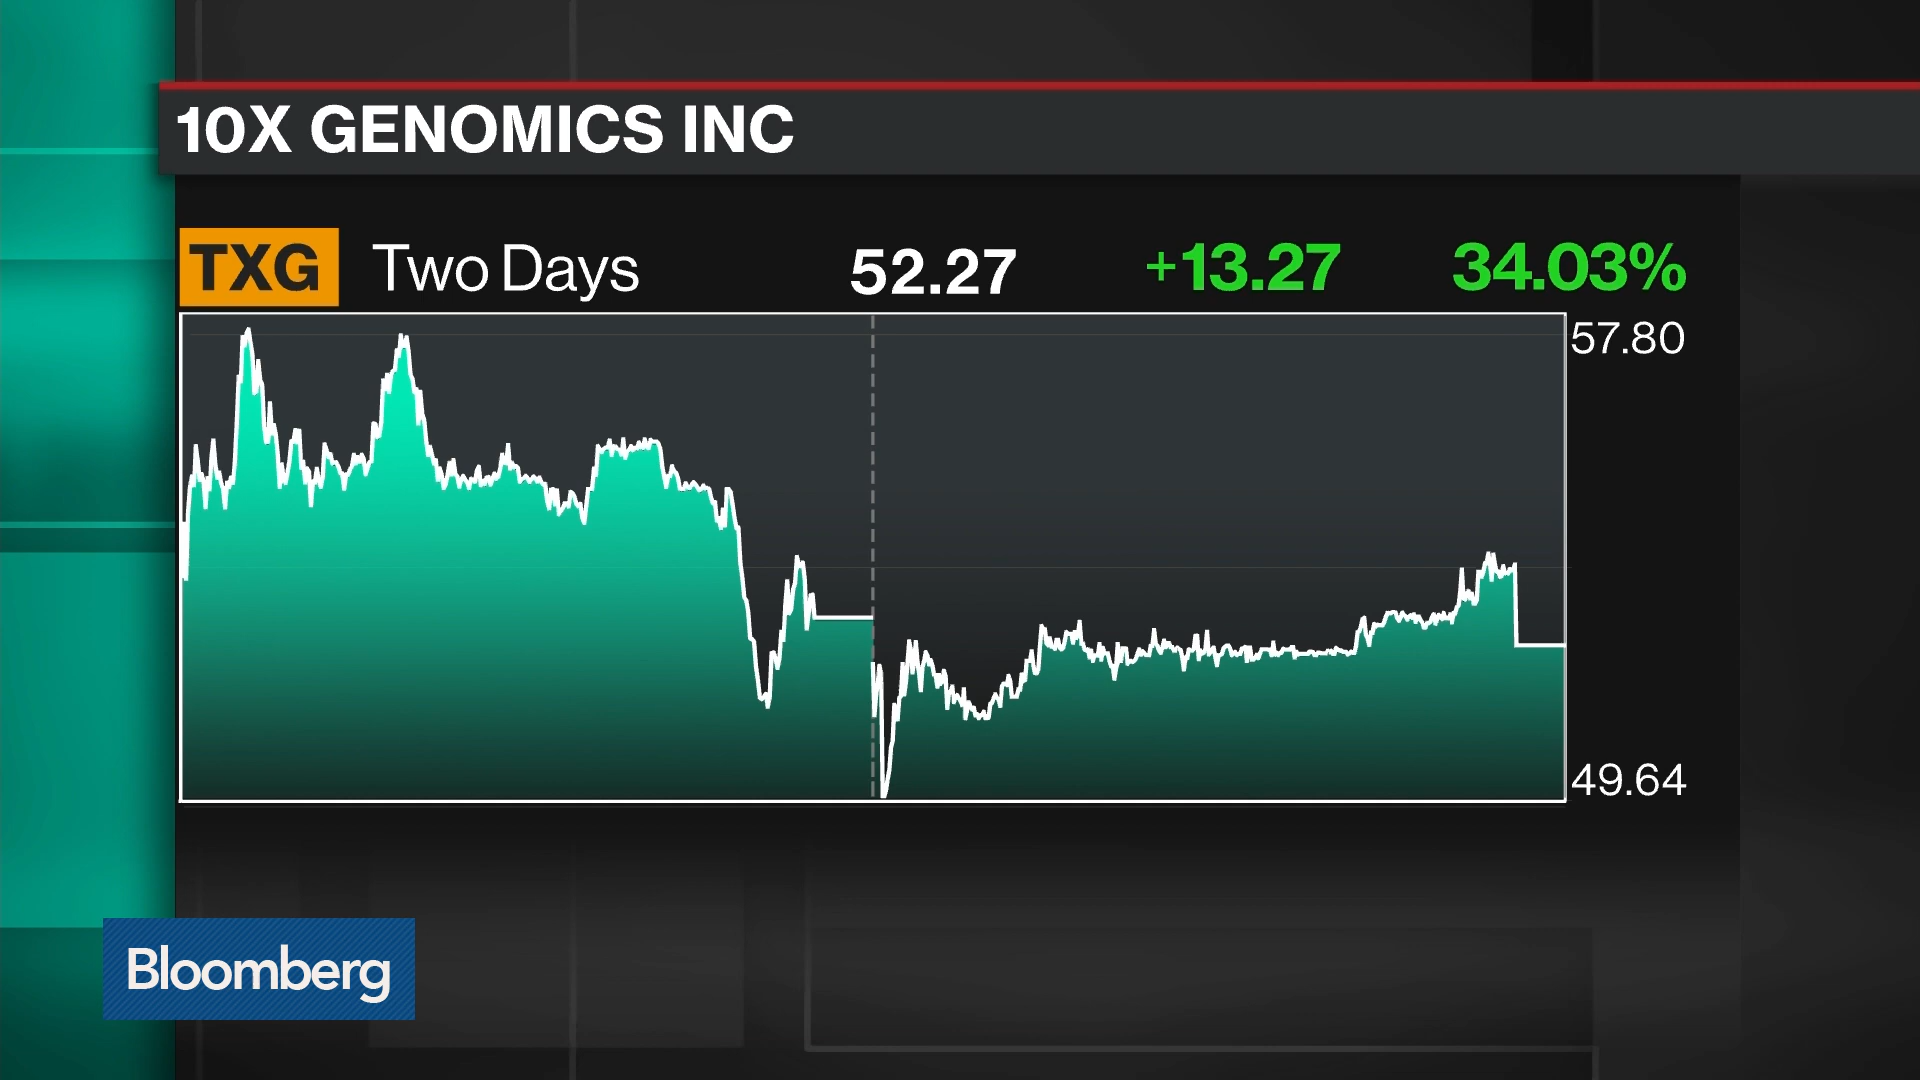 10X GENOMICS INC
TXG Two Days 52.27 +13.27 34.03%
57.80
49.64
Bloomberg